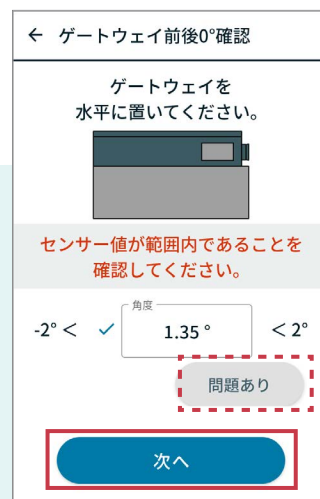 ← ゲートウェイ前後0°確認
ゲートウェイを
水平に置いてください。
センサー値が範囲内であることを
確認してください。
角度
-2° < ✓ 1.35 ° < 2°
問題あり
次へ